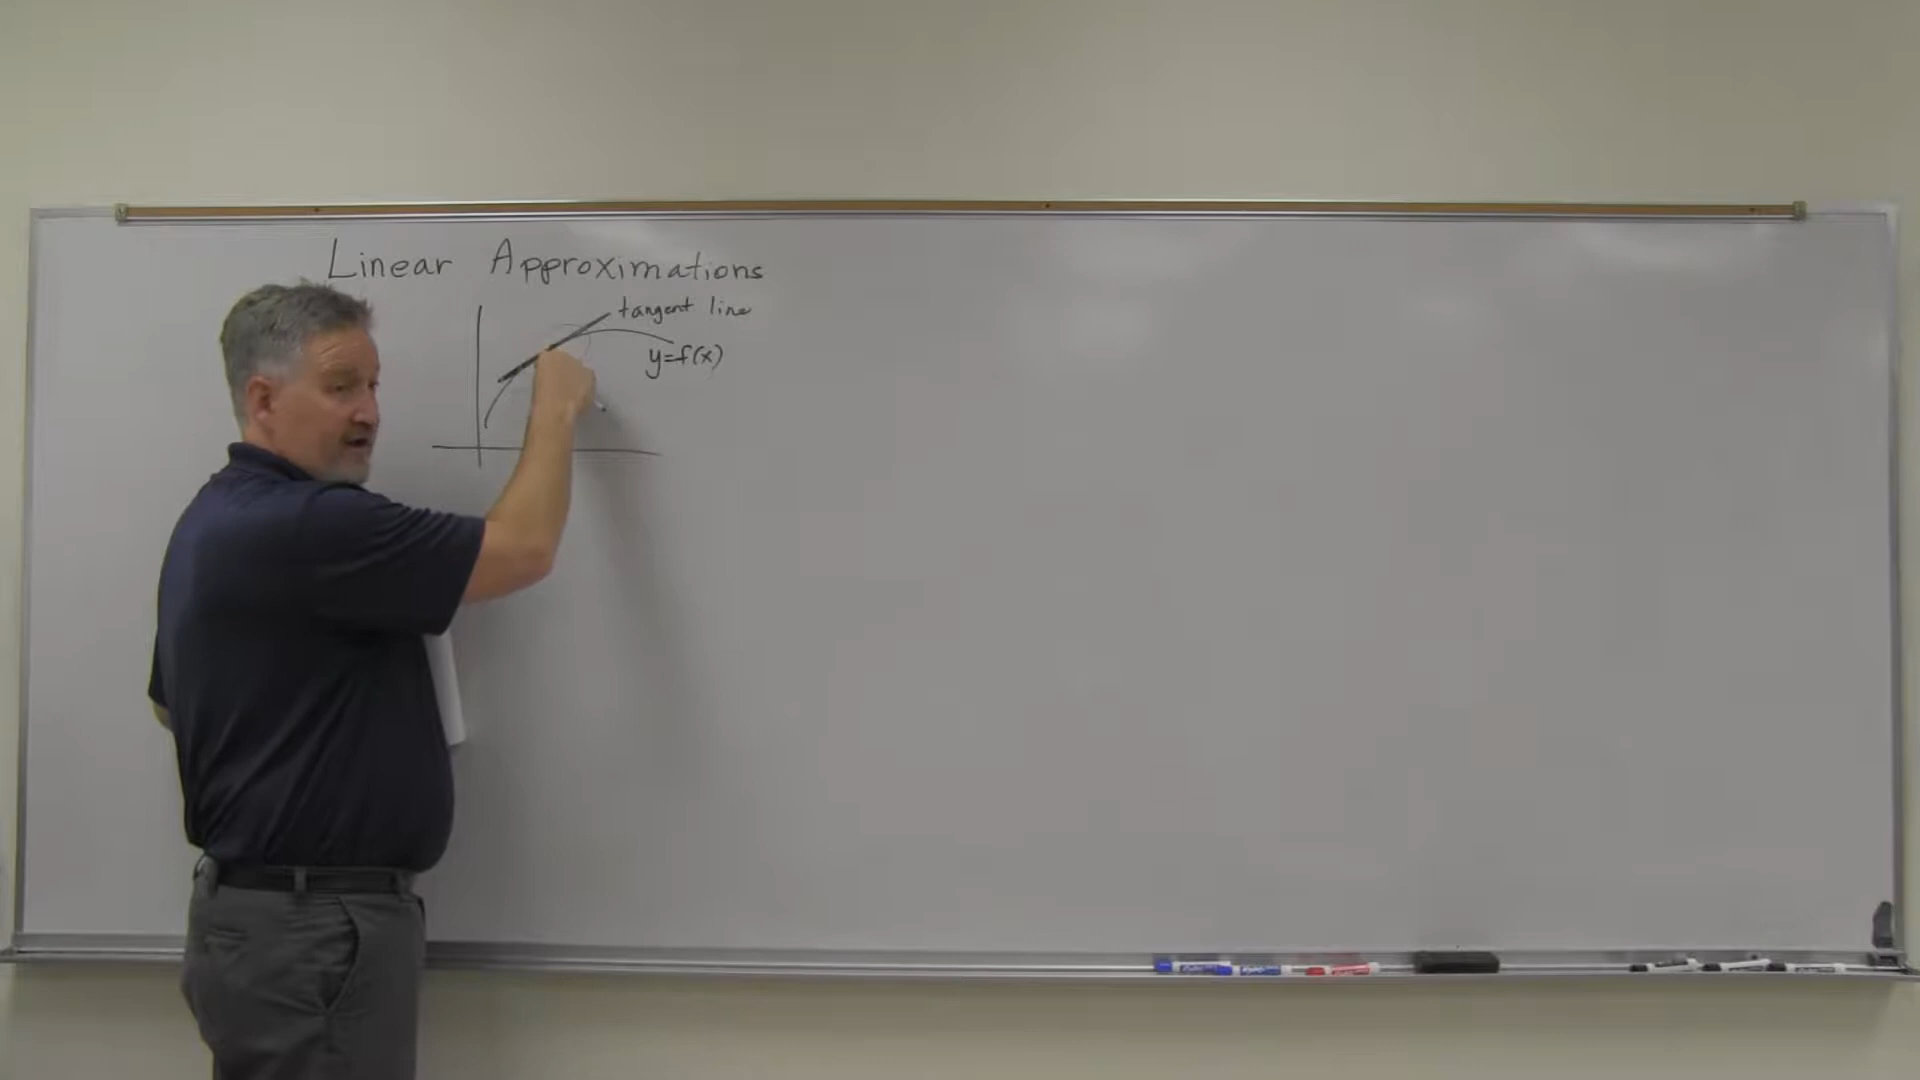 Linear Approximations
tangent line
y=f(x)